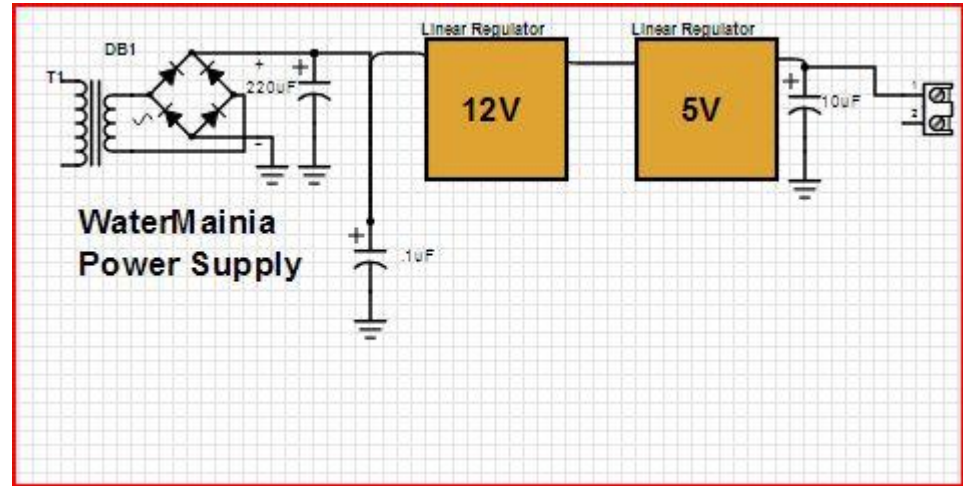 Linear Regulator
Linear Regulator
DB1
T1
+
-
+
220uF
12V
5V
+
10uF
1
2
WaterMainia
Power Supply
+
.1uF